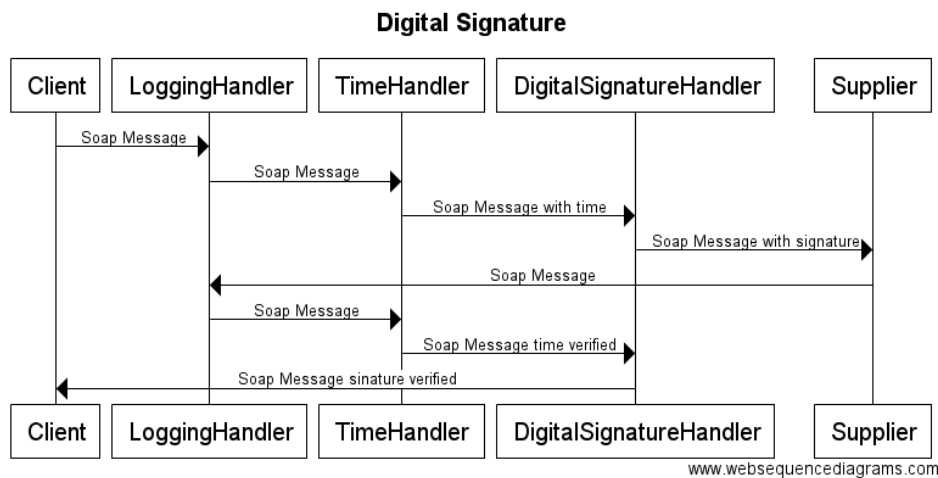 Digital Signature
Client
LoggingHandler
TimeHandler
DigitalSignatureHandler
Supplier
Soap Message
Soap Message
Soap Message with time
Soap Message with signature
Soap Message
Soap Message
Soap Message time verified
Soap Message sinature verified
Client
LoggingHandler
TimeHandler
DigitalSignatureHandler
Supplier
www.websequencediagrams.com